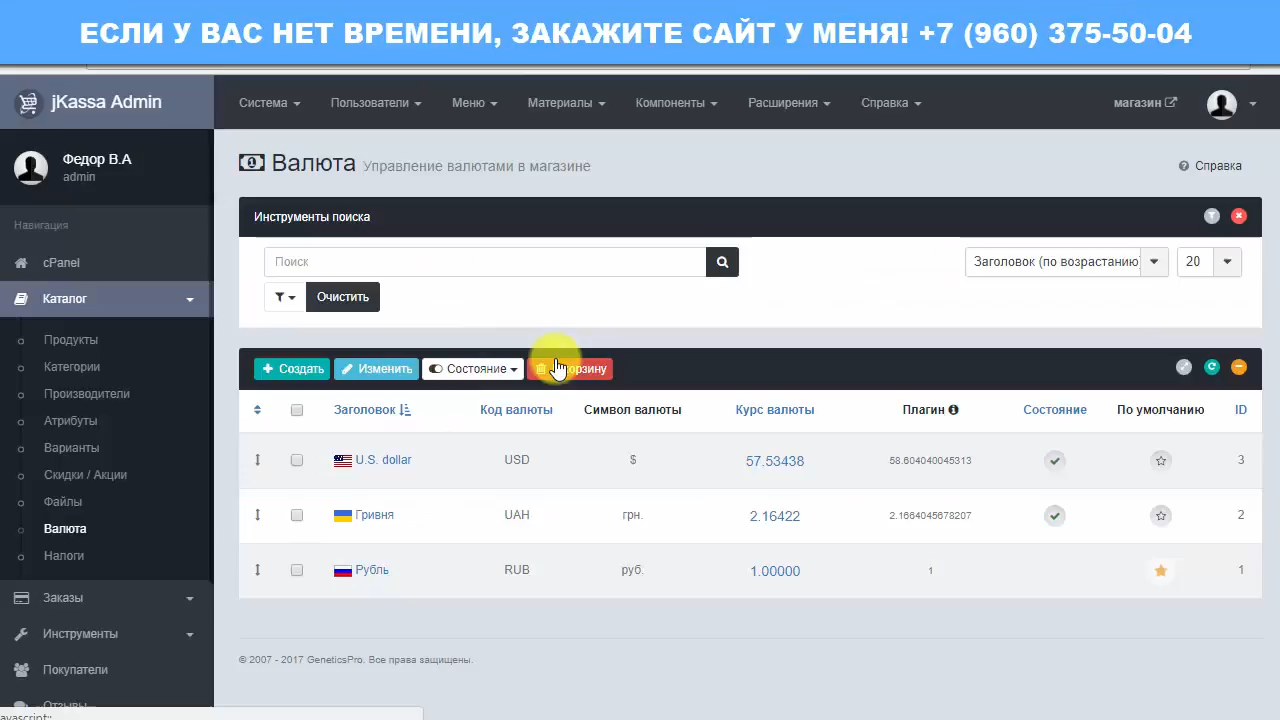 ЕСЛИ У ВАС НЕТ ВРЕМЕНИ, ЗАКАЖИТЕ САЙТ У МЕНЯ! +7 (960) 375-50-04
jKassa Admin
Система Пользователи Меню Материалы Компоненты Расширения Справка магазин
Федор В.А
admin
Валюта Управление валютами в магазине
Справка
Навигация
Инструменты поиска
cPanel
Поиск
Заголовок (по возрастанию) 20
Каталог
Очистить
Продукты
Категории
Производители
Атрибуты
Варианты
Скидки / Акции
Файлы
Валюта
Налоги
Заказы
Инструменты
Покупатели
Отзывы
Создать Изменить Состояние корзину
Заголовок Код валюты Символ валюты Курс валюты Плагин Состояние По умолчанию ID
U.S. dollar USD $ 57.53438 58.604040045313 3
Гривня UAH грн. 2.16422 2.1664045678207 2
Рубль RUB руб. 1.00000 1 1
© 2007 - 2017 GeneticsPro. Все права защищены.
avascript:;